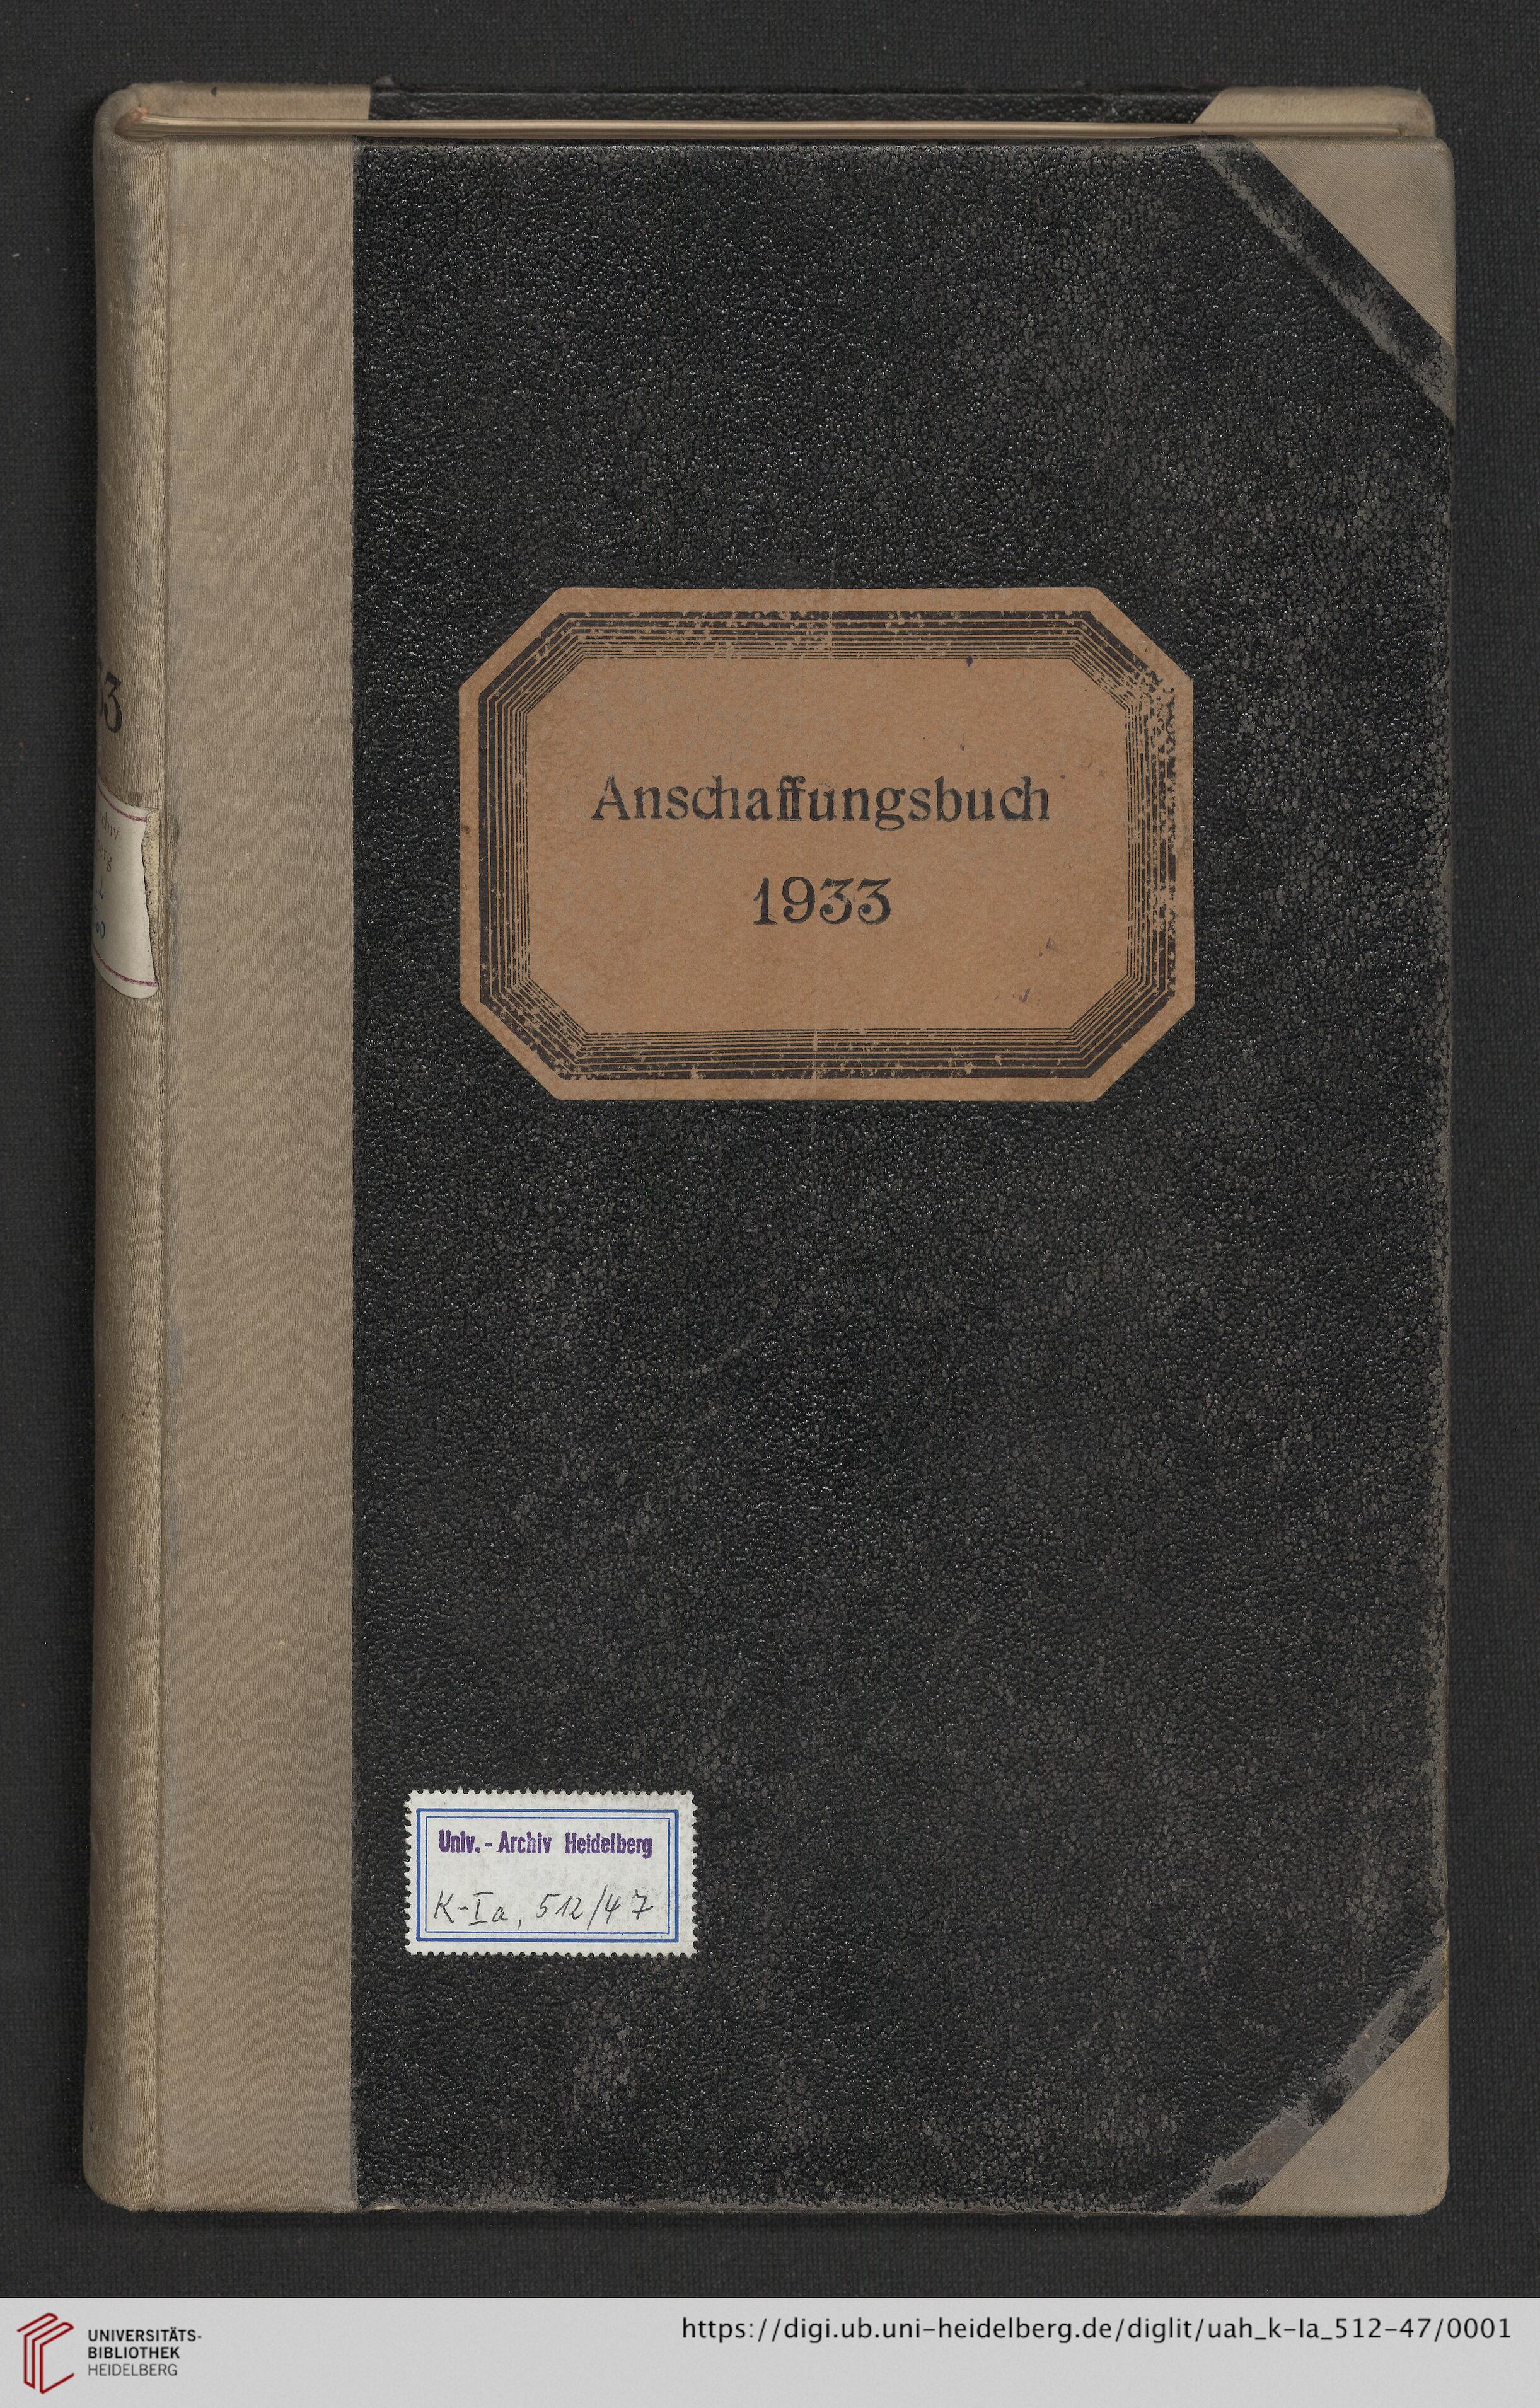 Anschaffungsbuch
1933
Univ.-Archiv Heidelberg
K-Ia, 512/47
UNIVERSITÄTS-
BIBLIOTHEK
HEIDELBERG
https://digi.ub.uni-heidelberg.de/diglit/uah_k-Ia_512-47/0001